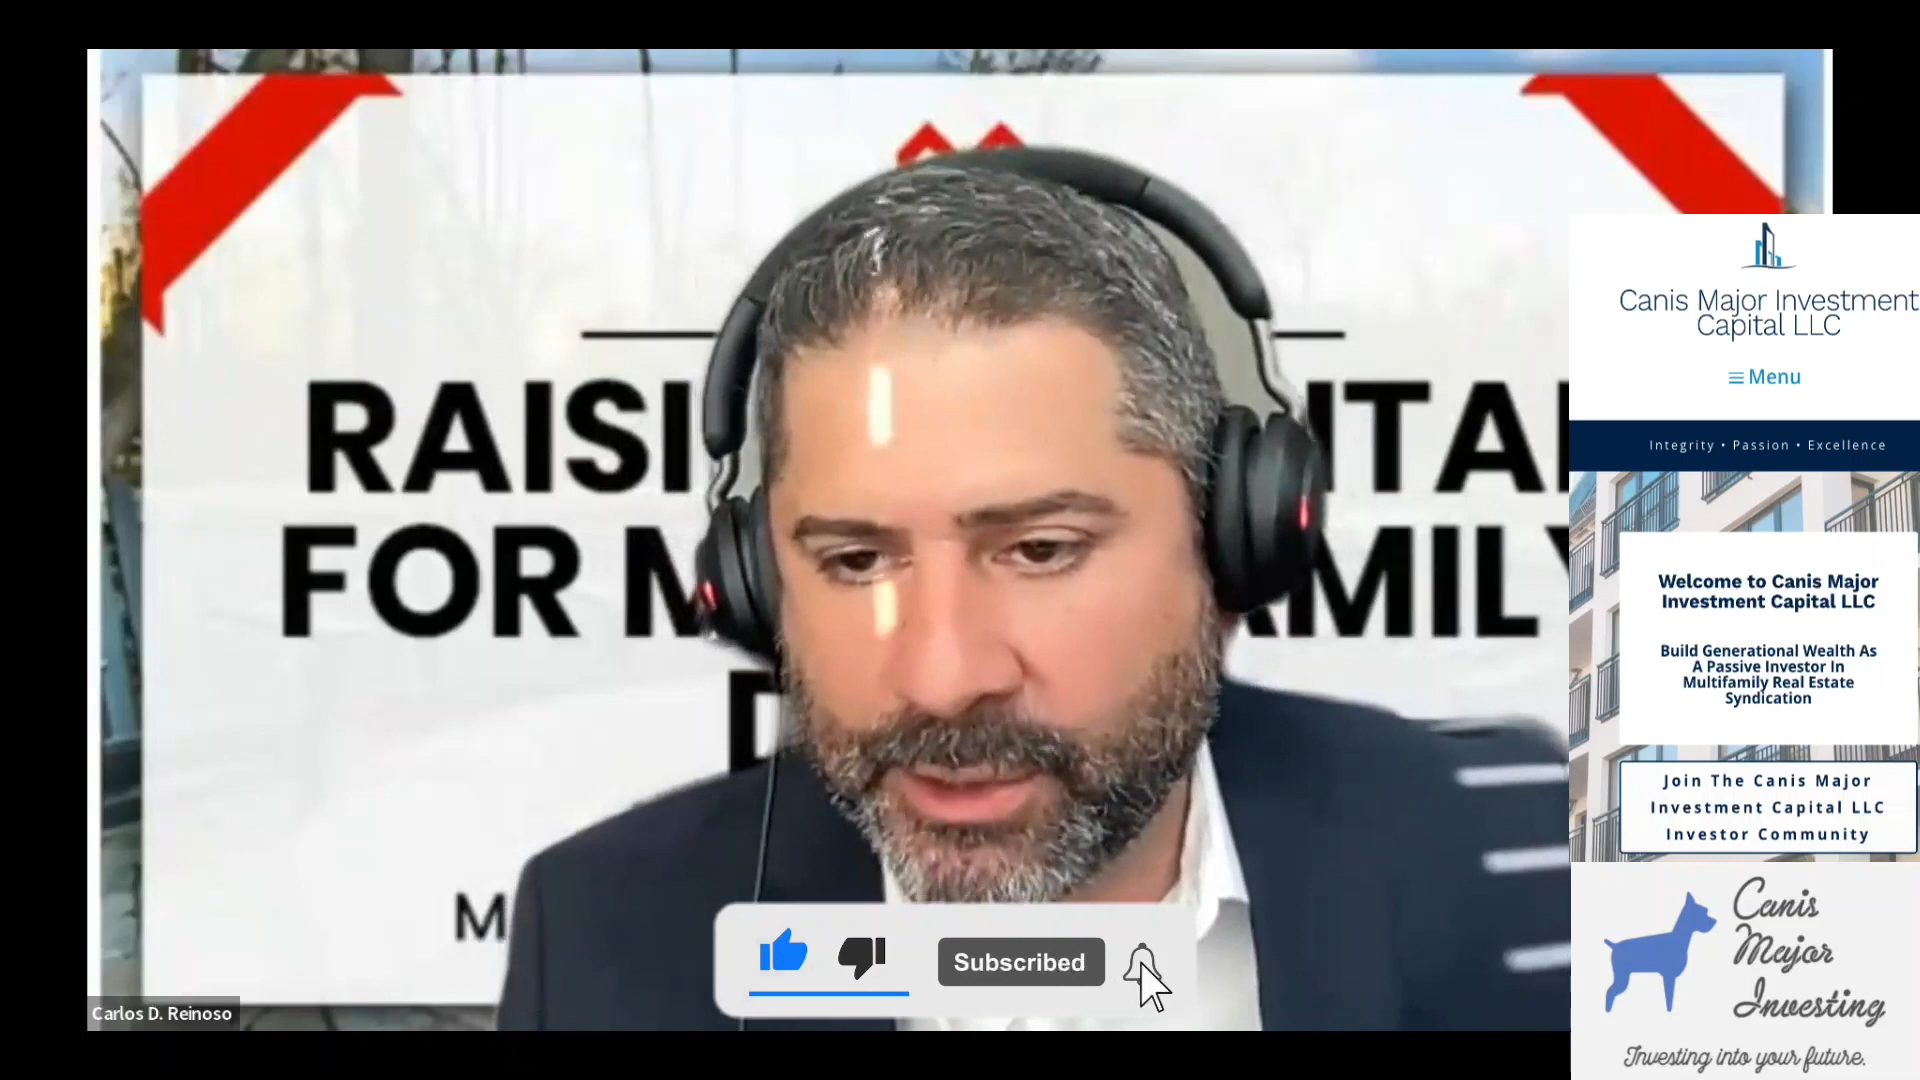 RAISI ITAL
FOR M AMILY
D
M
Carlos D. Reinoso
Subscribed
Canis Major Investment
Capital LLC
Menu
Integrity • Passion • Excellence
Welcome to Canis Major
Investment Capital LLC
Build Generational Wealth As
A Passive Investor In
Multifamily Real Estate
Syndication
Join The Canis Major
Investment Capital LLC
Investor Community
Canis
Major
Investing
Investing into your future.